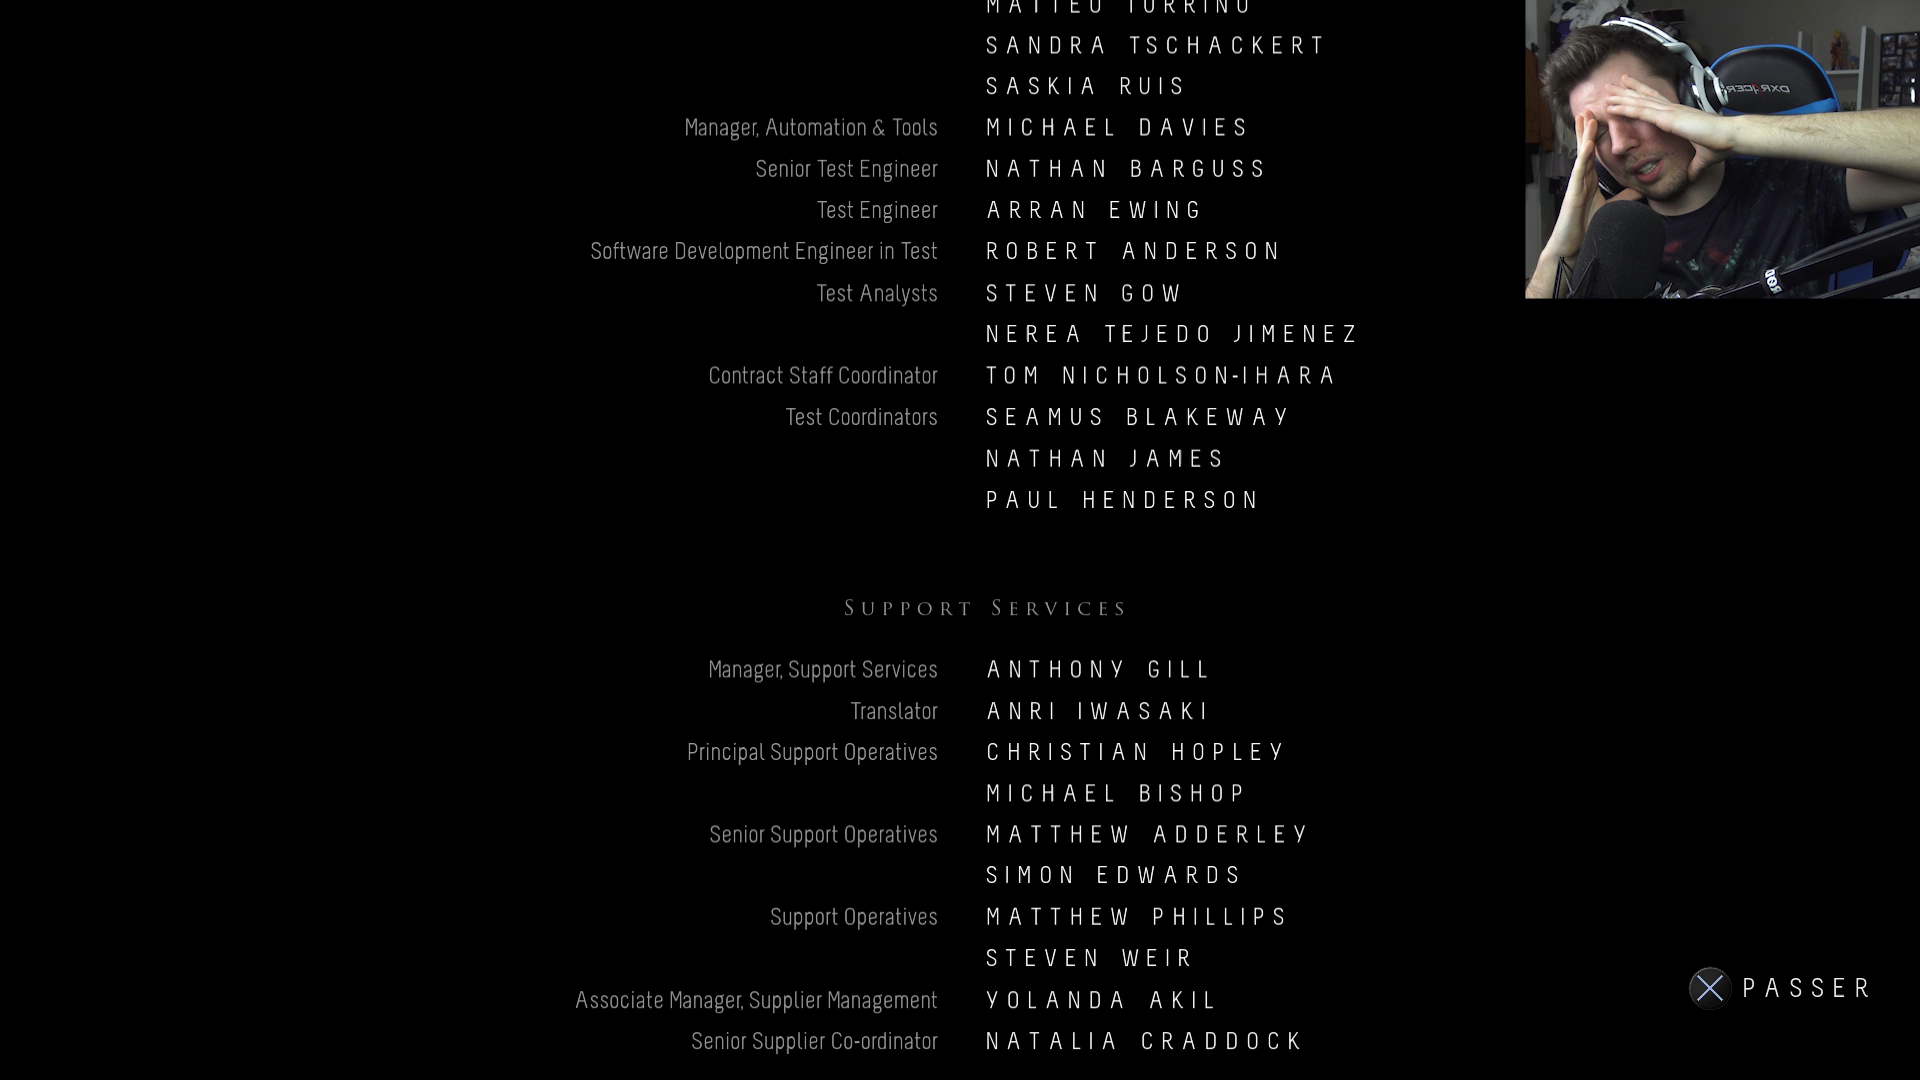 MATTEO TORRINO
SANDRA TSCHACKERT
SASKIA RUIS
Manager, Automation & Tools MICHAEL DAVIES
Senior Test Engineer NATHAN BARGUSS
Test Engineer ARRAN EWING
Software Development Engineer in Test ROBERT ANDERSON
Test Analysts STEVEN GOW
NEREA TEJEDO JIMENEZ
Contract Staff Coordinator TOM NICHOLSON-IHARA
Test Coordinators SEAMUS BLAKEWAY
NATHAN JAMES
PAUL HENDERSON
SUPPORT SERVICES
Manager, Support Services ANTHONY GILL
Translator ANRI IWASAKI
Principal Support Operatives CHRISTIAN HOPLEY
MICHAEL BISHOP
Senior Support Operatives MATTHEW ADDERLEY
SIMON EDWARDS
Support Operatives MATTHEW PHILLIPS
STEVEN WEIR
Associate Manager, Supplier Management YOLANDA AKIL
Senior Supplier Co-ordinator NATALIA CRADDOCK
PASSER
DXRACER